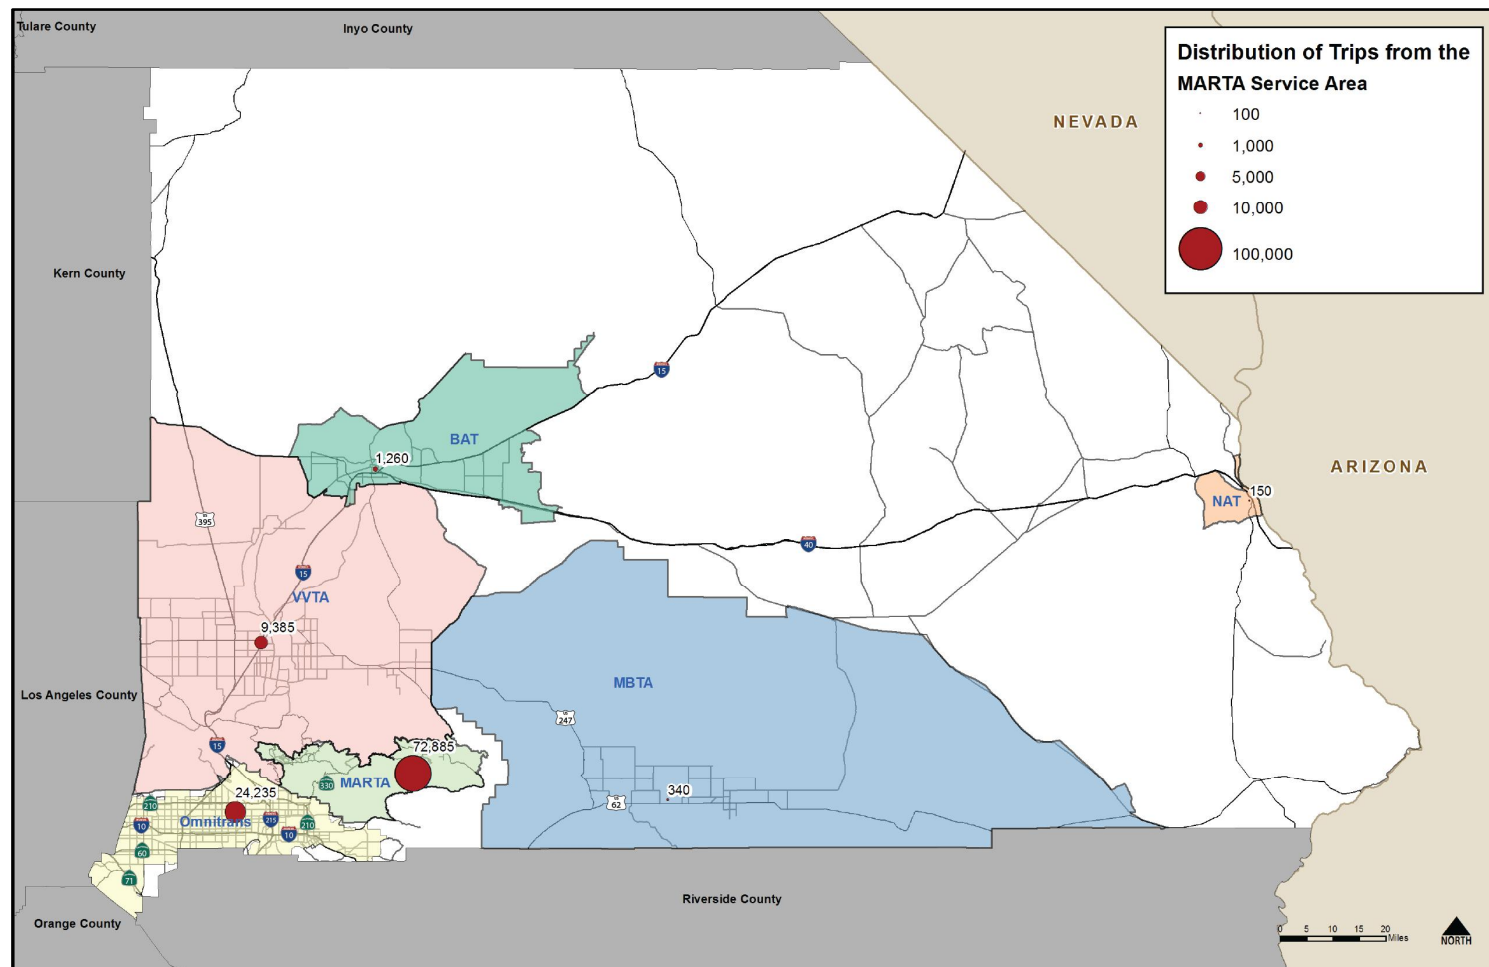 Tulare County
Inyo County
Distribution of Trips from the
MARTA Service Area
100
1,000
5,000
10,000
100,000
NEVADA
Kern County
15
BAT
1,260
ARIZONA
150
NAT
US
395
40
15
VVTA
9,385
MBTA
Los Angeles County
US
247
15
72,885
MARTA
330
24,235
340
US
62
210
Omnitrans
215
210
10
10
60
71
Riverside County
Orange County
0 5 10 15 20
Miles
NORTH